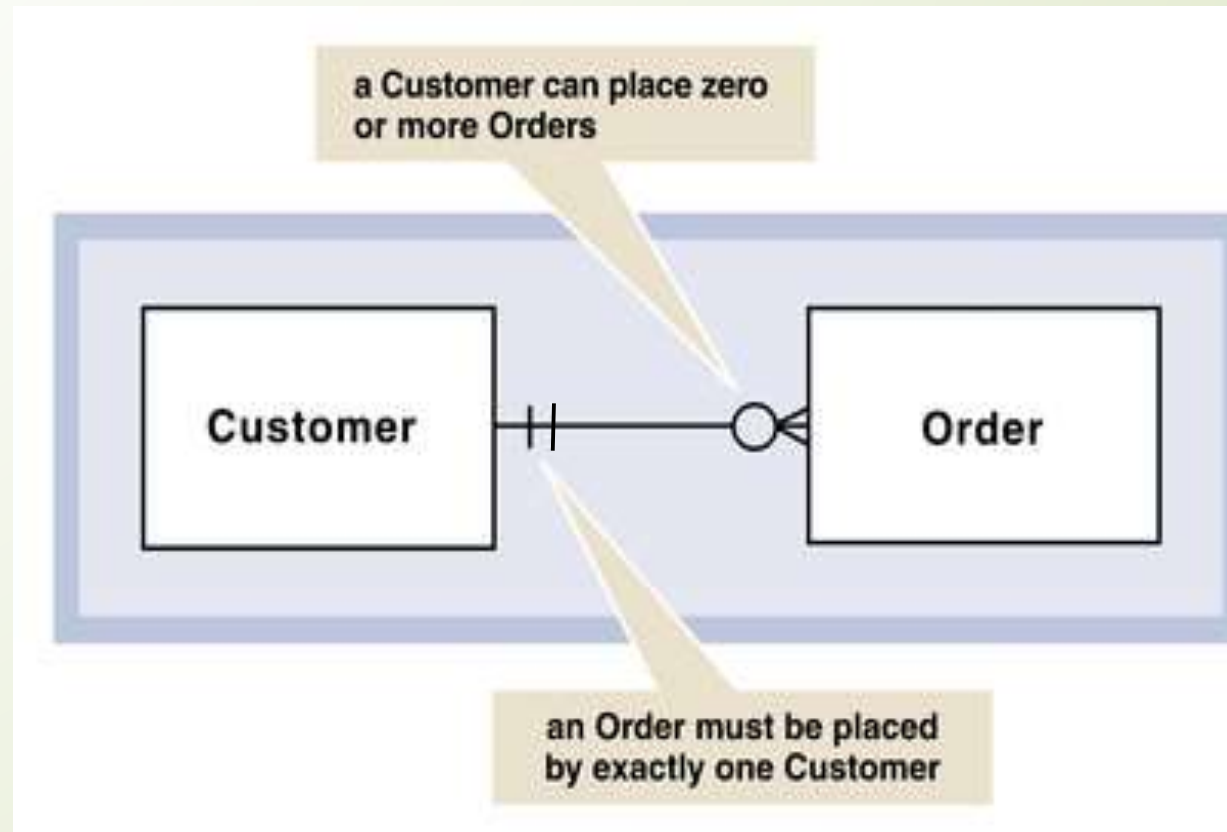 a Customer can place zero
or more Orders
Customer
Order
an Order must be placed
by exactly one Customer